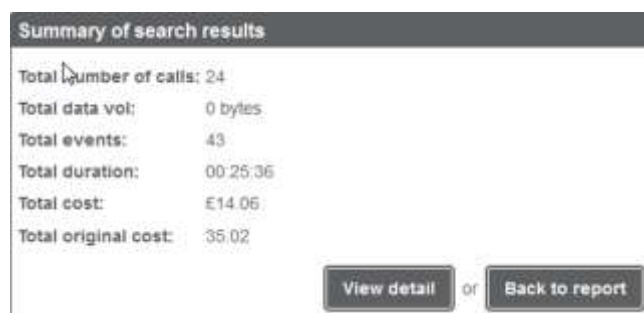 Summary of search results
Total number of calls: 24
Total data vol: 0 bytes
Total events: 43
Total duration: 00:25:36
Total cost: £14.06
Total original cost: 35.02
View detail or Back to report